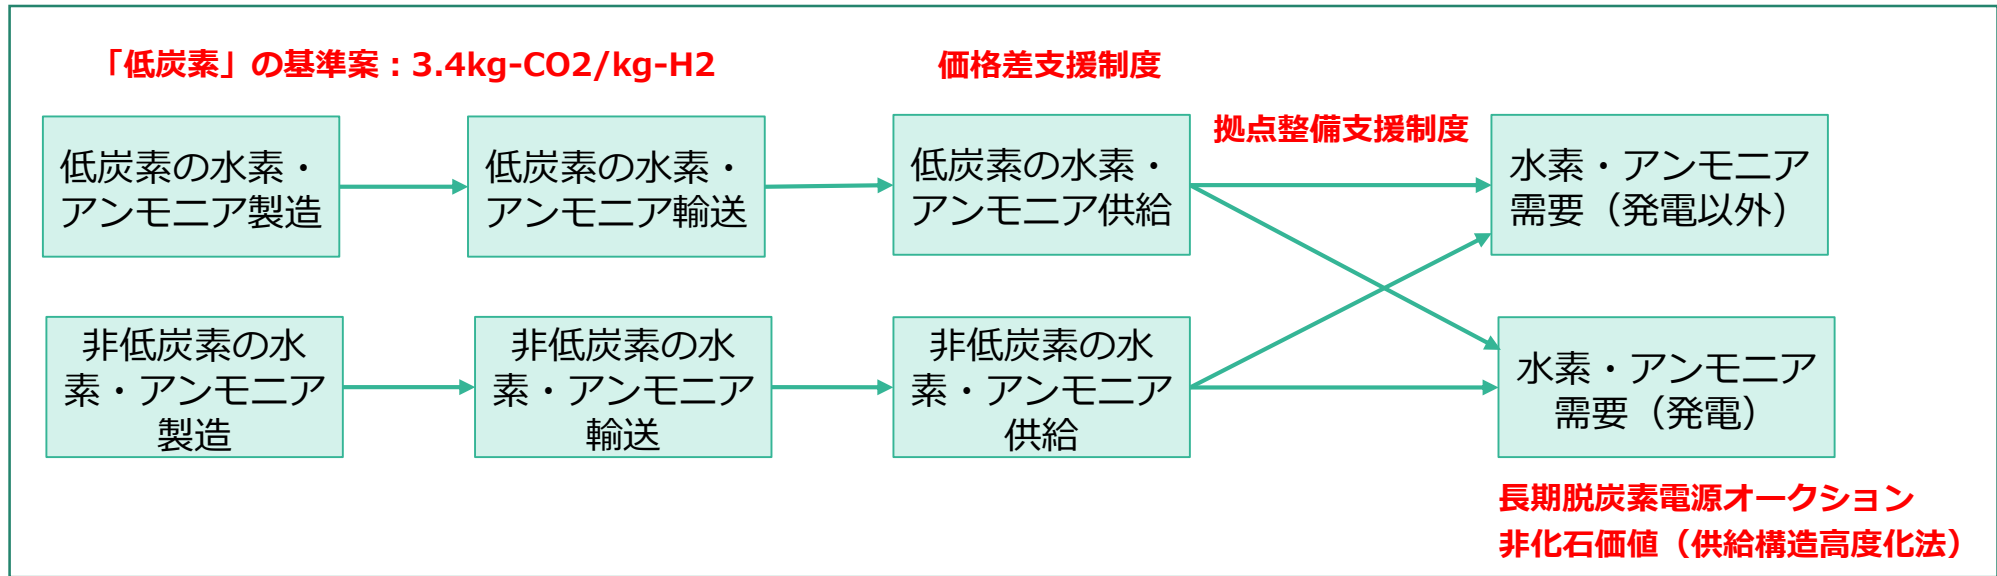 「低炭素」の基準案：3.4kg-CO2/kg-H2
価格差支援制度
拠点整備支援制度
低炭素の水素・
アンモニア製造
低炭素の水素・
アンモニア輸送
低炭素の水素・
アンモニア供給
水素・アンモニア
需要（発電以外）
非低炭素の水
素・アンモニア
製造
非低炭素の水
素・アンモニア
輸送
非低炭素の水
素・アンモニア
供給
水素・アンモニア
需要（発電）
長期脱炭素電源オークション
非化石価値（供給構造高度化法）